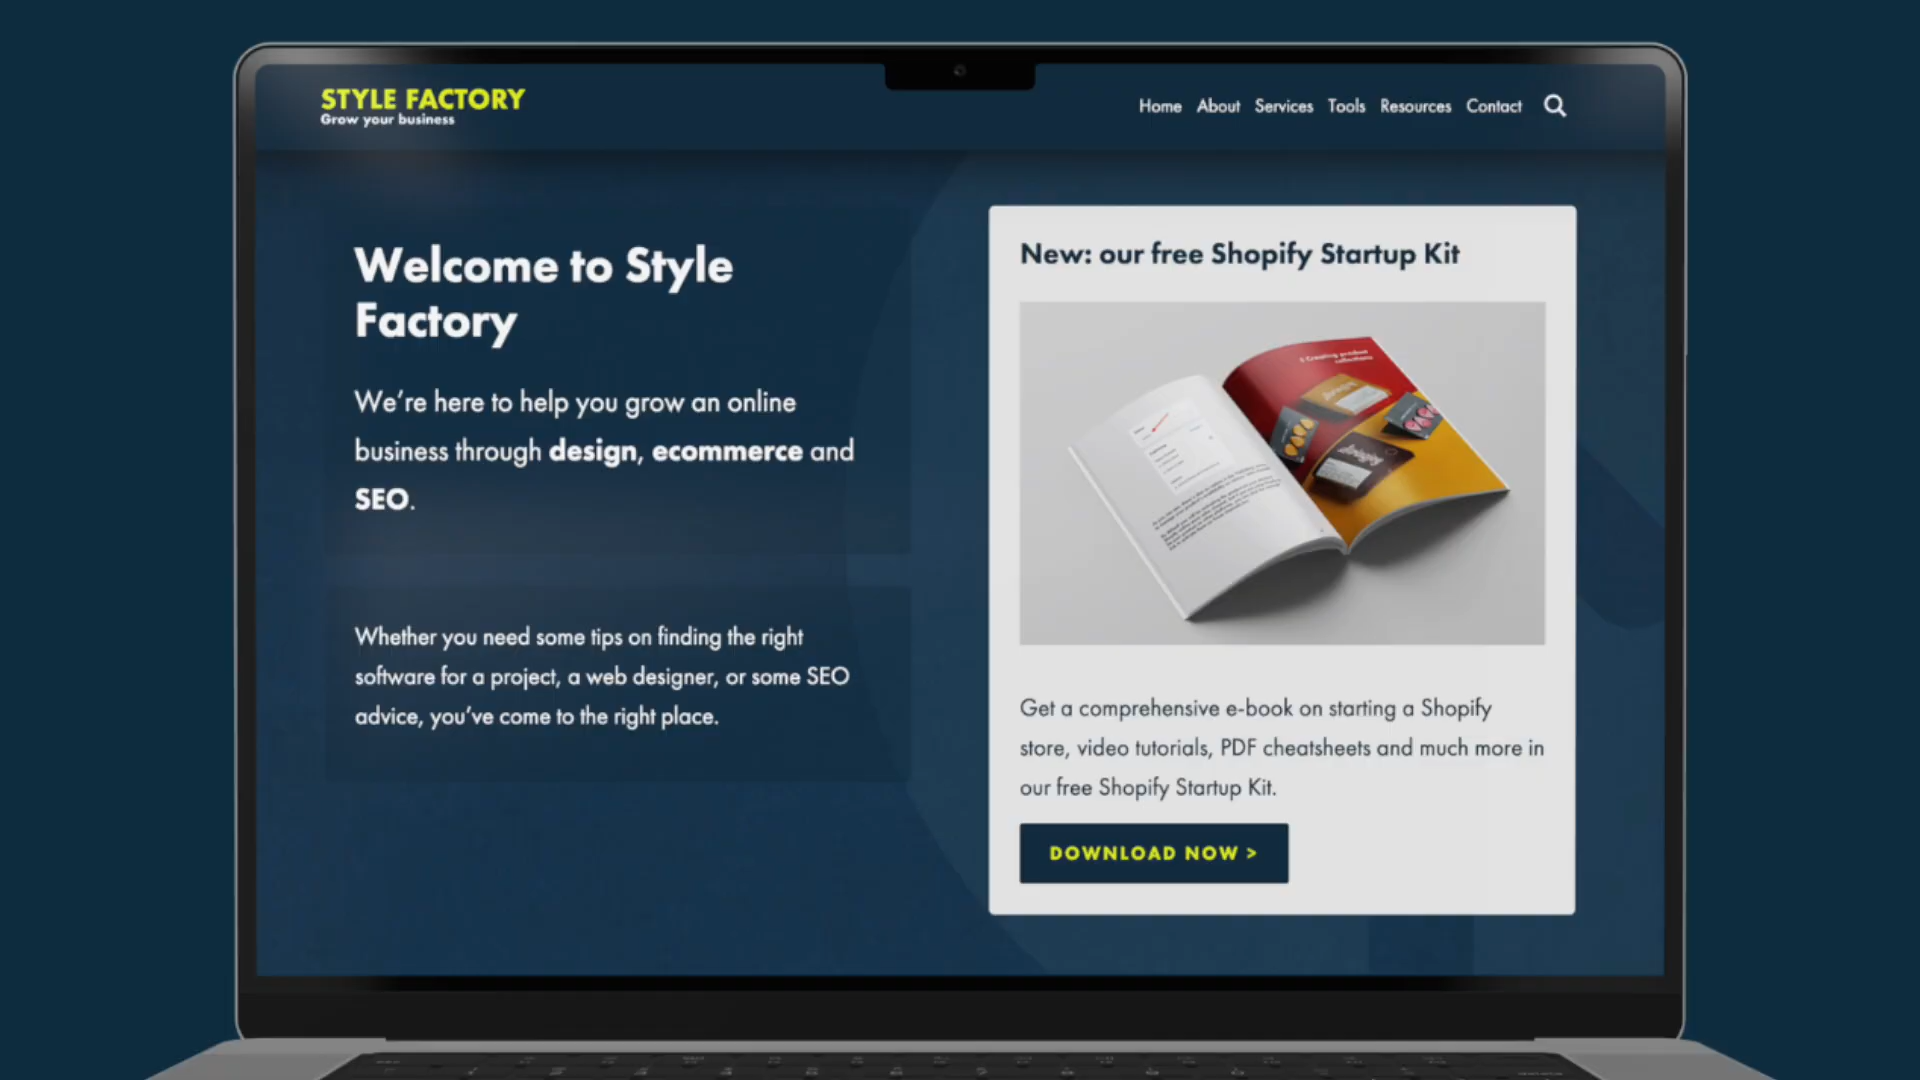 STYLE FACTORY
Grow your business
Home About Services Tools Resources Contact
Welcome to Style
Factory
We're here to help you grow an online
business through design, ecommerce and
SEO.
Whether you need some tips on finding the right
software for a project, a web designer, or some SEO
advice, you've come to the right place.
New: our free Shopify Startup Kit
Get a comprehensive e-book on starting a Shopify
store, video tutorials, PDF cheatsheets and much more in
our free Shopify Startup Kit.
DOWNLOAD NOW >